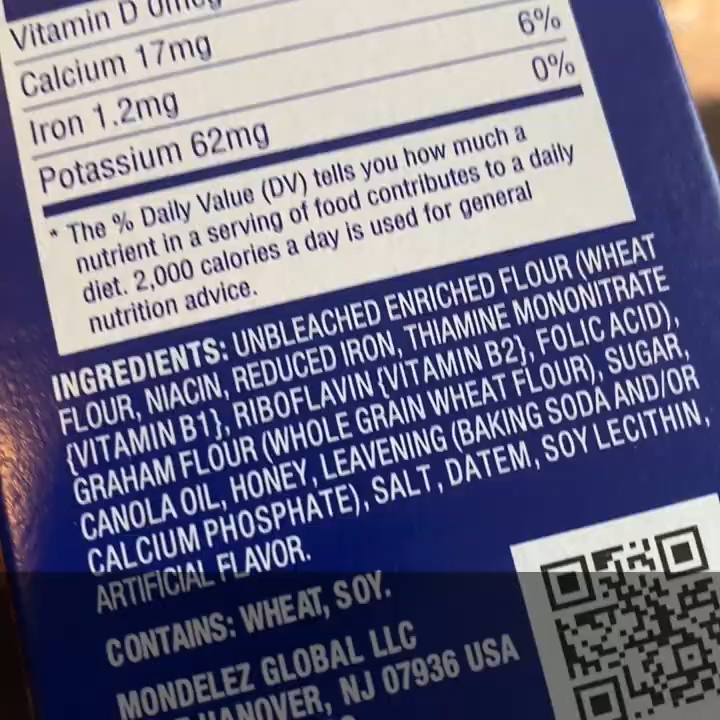 Vitamin D 0mcg
Calcium 17mg
Iron 1.2mg 6%
Potassium 62mg 0%
* The % Daily Value (DV) tells you how much a
nutrient in a serving of food contributes to a daily
diet. 2,000 calories a day is used for general
nutrition advice.
INGREDIENTS: UNBLEACHED ENRICHED FLOUR (WHEAT
FLOUR, NIACIN, REDUCED IRON, THIAMINE MONONITRATE
{VITAMIN B1}, RIBOFLAVIN {VITAMIN B2}, FOLIC ACID),
GRAHAM FLOUR (WHOLE GRAIN WHEAT FLOUR), SUGAR,
CANOLA OIL, HONEY, LEAVENING (BAKING SODA AND/OR
CALCIUM PHOSPHATE), SALT, DATEM, SOY LECITHIN,
ARTIFICIAL FLAVOR.
CONTAINS: WHEAT, SOY.
MONDELEZ GLOBAL LLC
HANOVER, NJ 07936 USA